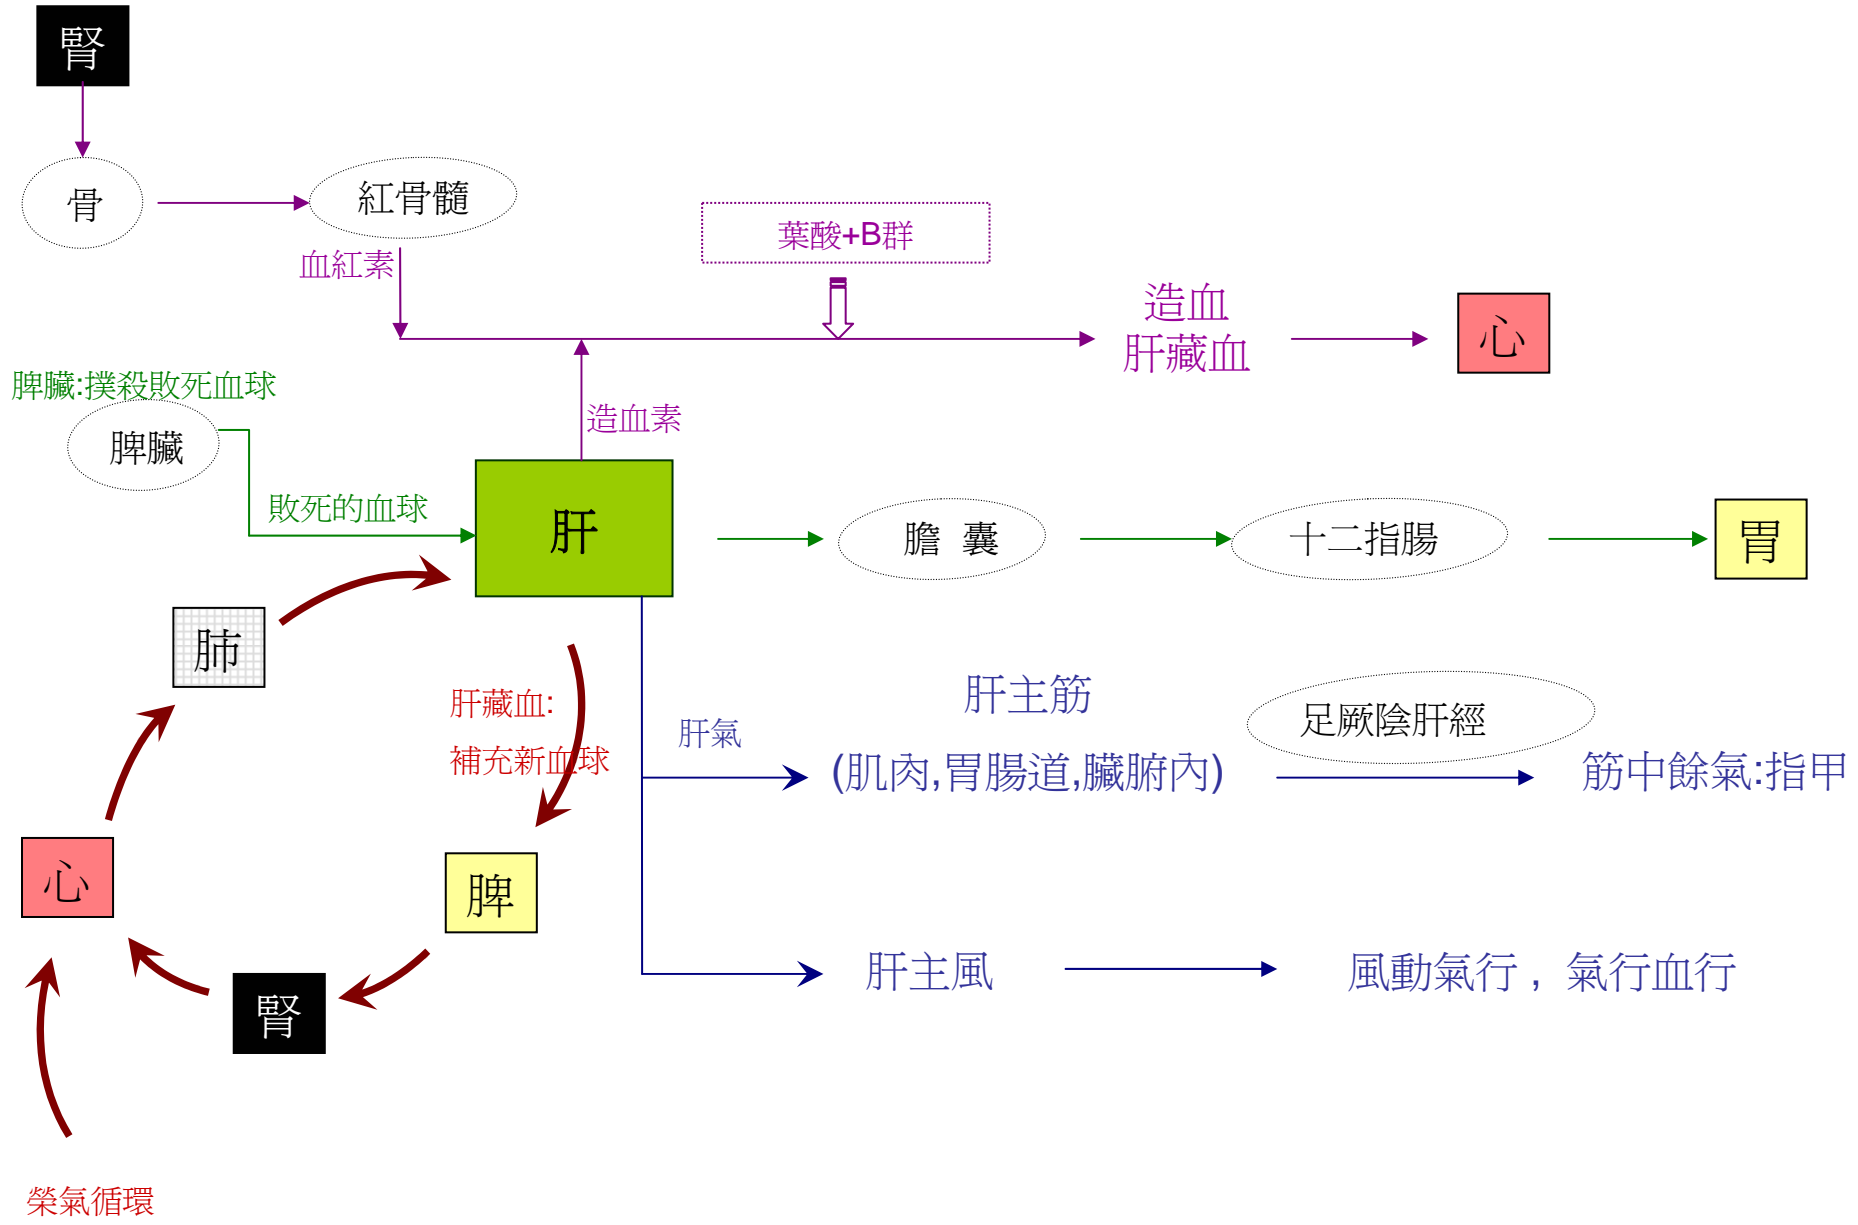 腎
骨
紅骨髓
血紅素
葉酸+B群
造血
肝藏血
心
脾臟:撲殺敗死血球
脾臟
造血素
敗死的血球
肝
膽 囊
十二指腸
胃
肺
肝藏血:
補充新血球
肝氣
肝主筋
(肌肉,胃腸道,臟腑內)
足厥陰肝經
筋中餘氣:指甲
心
脾
腎
肝主風
風動氣行 , 氣行血行
榮氣循環